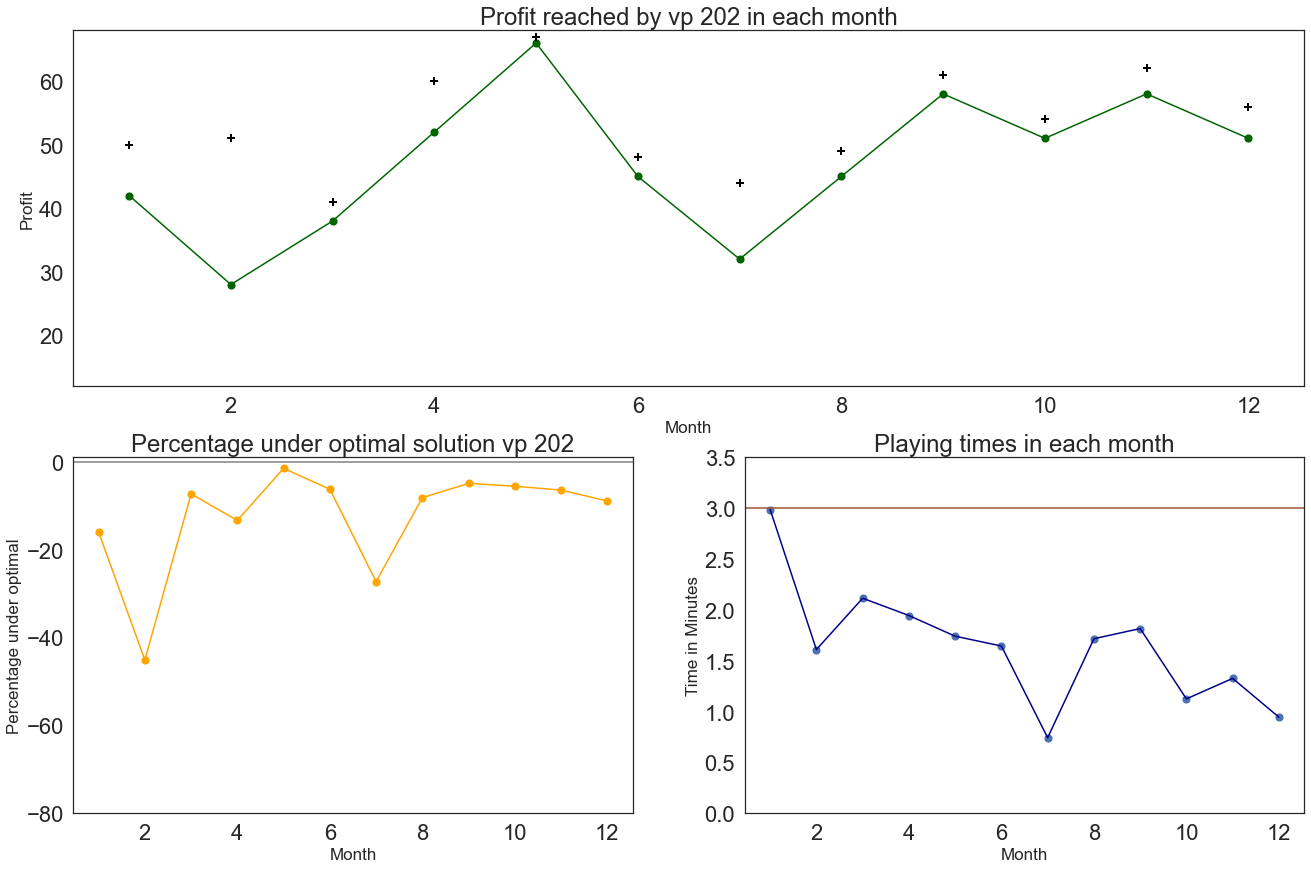 Profit reached by vp 202 in each month
Profit
60
50
40
30
20
2 4 6 8 10 12
Month
Percentage under optimal solution vp 202
Percentage under optimal
0
−20
−40
−60
−80
2 4 6 8 10 12
Month
Playing times in each month
Time in Minutes
3.5
3.0
2.5
2.0
1.5
1.0
0.5
0.0
2 4 6 8 10 12
Month